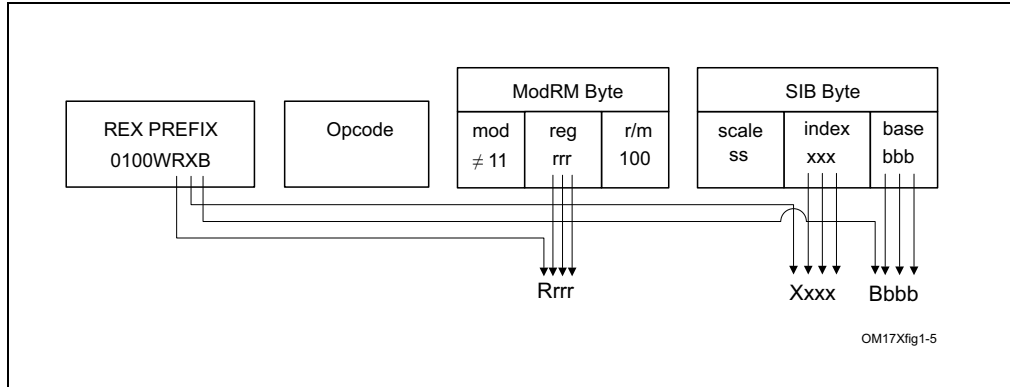 ModRM Byte
SIB Byte
REX PREFIX
0100WRXB
Opcode
mod
≠ 11
reg
rrr
r/m
100
scale
ss
index
xxx
base
bbb
Rrrr
Xxxx
Bbbb
OM17Xfig1-5